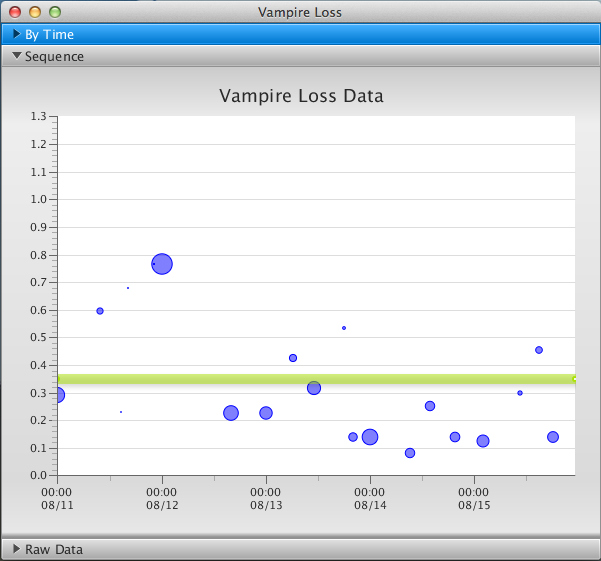 Vampire Loss
By Time
Sequence
Vampire Loss Data
1.3
1.2
1.1
1.0
0.9
0.8
0.7
0.6
0.5
0.4
0.3
0.2
0.1
0.0
00:00 00:00 00:00 00:00 00:00
08/11 08/12 08/13 08/14 08/15
Raw Data